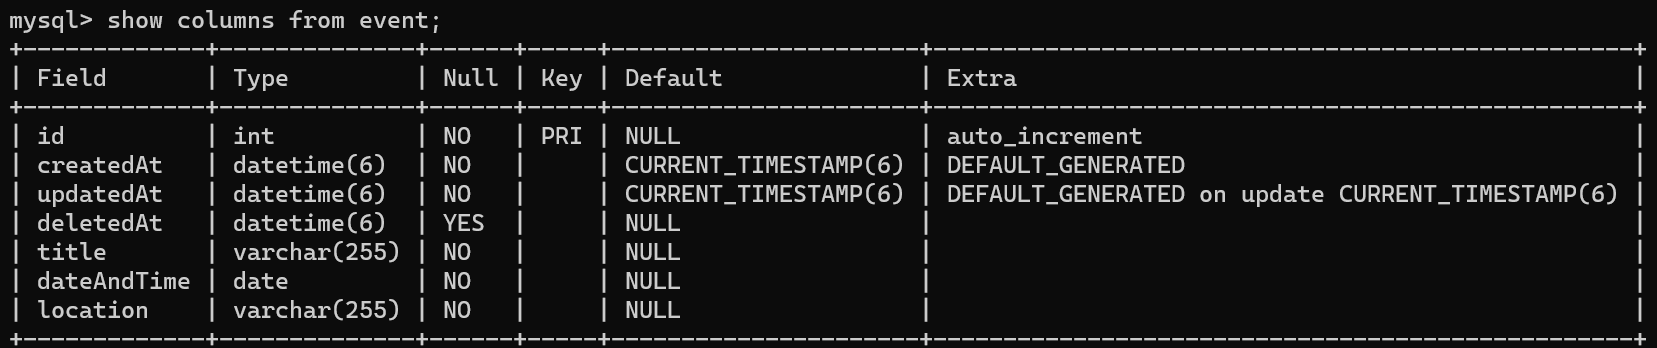 mysql> show columns from event;
+-------------+--------------+------+-----+----------------------+--------------------------------------------------+
| Field       | Type         | Null | Key | Default              | Extra                                            |
+-------------+--------------+------+-----+----------------------+--------------------------------------------------+
| id          | int          | NO   | PRI | NULL                 | auto_increment                                   |
| createdAt   | datetime(6)  | NO   |     | CURRENT_TIMESTAMP(6) | DEFAULT_GENERATED                                |
| updatedAt   | datetime(6)  | NO   |     | CURRENT_TIMESTAMP(6) | DEFAULT_GENERATED on update CURRENT_TIMESTAMP(6) |
| deletedAt   | datetime(6)  | YES  |     | NULL                 |                                                  |
| title       | varchar(255) | NO   |     | NULL                 |                                                  |
| dateAndTime | date         | NO   |     | NULL                 |                                                  |
| location    | varchar(255) | NO   |     | NULL                 |                                                  |
+-------------+--------------+------+-----+----------------------+--------------------------------------------------+